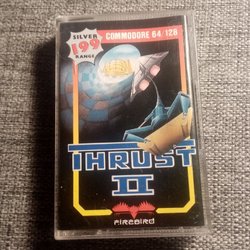 SILVER
199
RANGE
COMMODORE 64/128
THRUST
II
FIREBIRD